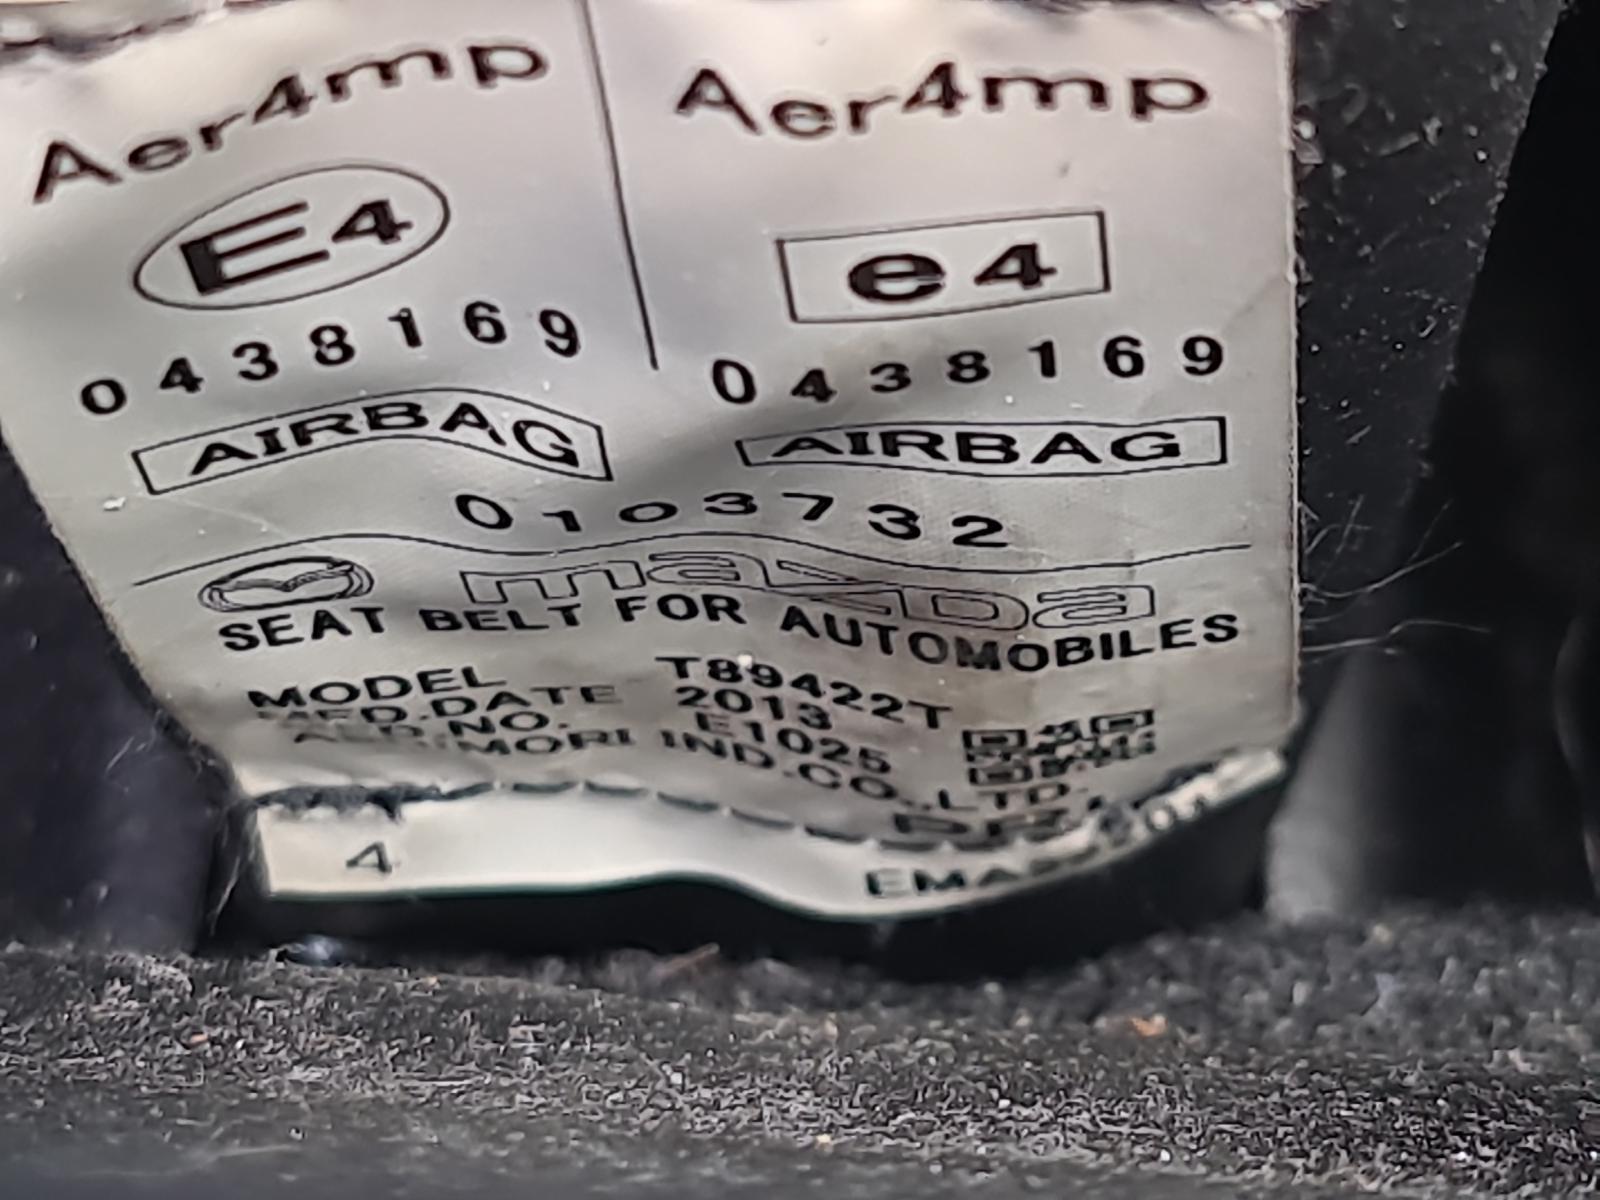 Aer4mp Aer4mp
E4 e4
0438169 0438169
AIRBAG AIRBAG
0103732
mazda
SEAT BELT FOR AUTOMOBILES
MODEL T89422T
MFD.DATE 2013
NO. E1025
IND.CO.,LTD.
4